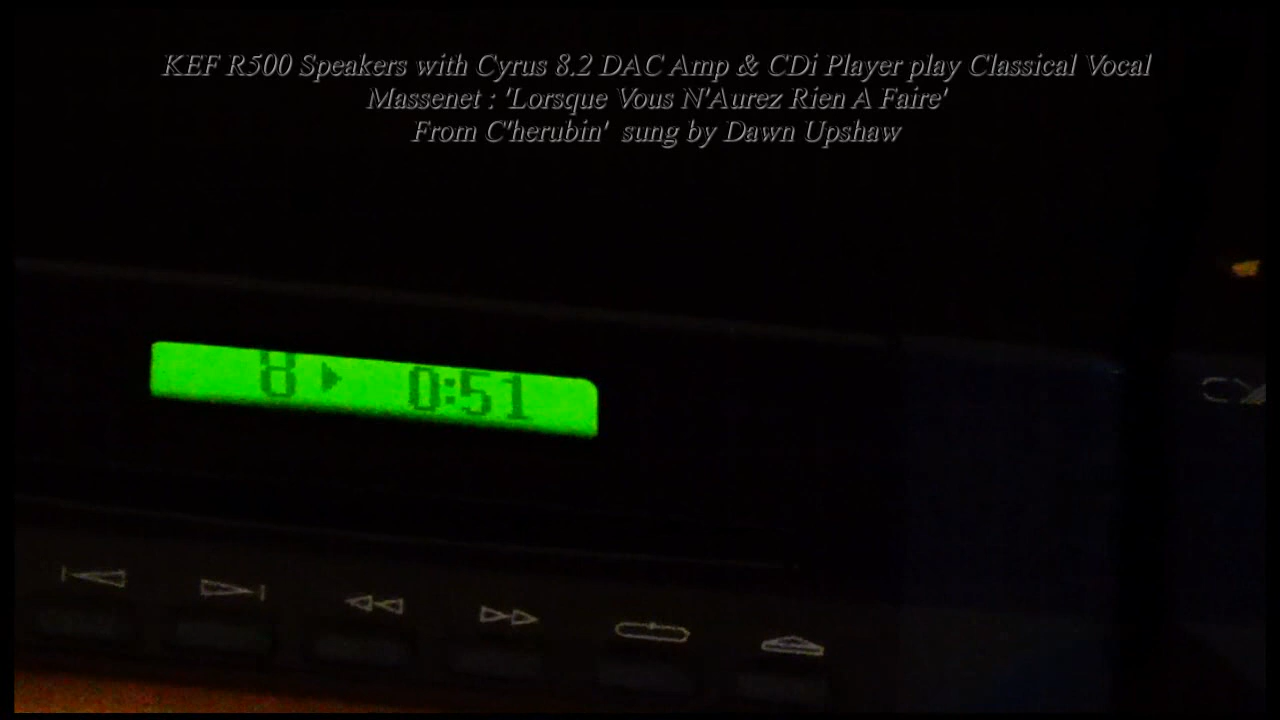 KEF R500 Speakers with Cyrus 8.2 DAC Amp & CDi Player play Classical Vocal
Massenet : 'Lorsque Vous N'Aurez Rien A Faire'
From C'herubin'  sung by Dawn Upshaw
8 0:51